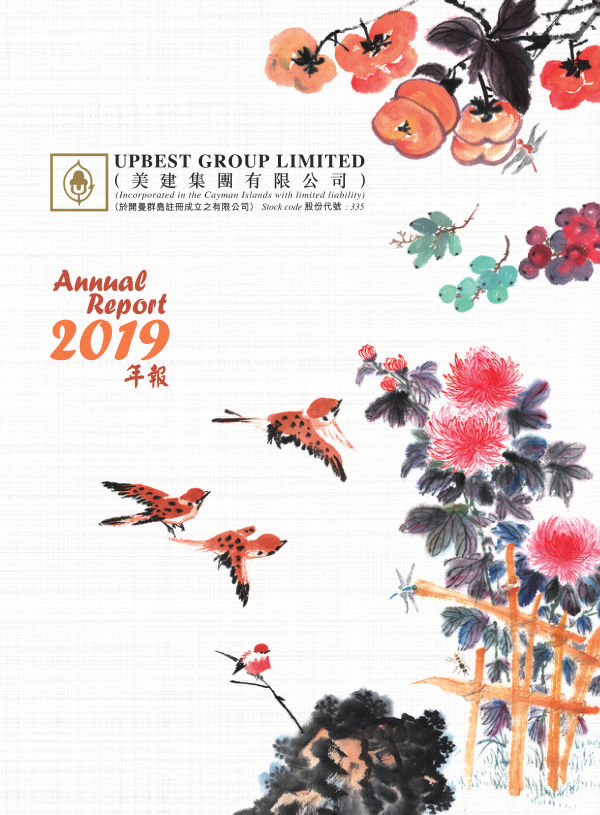 UPBEST GROUP LIMITED
(美建集團有限公司)
(Incorporated in the Cayman Islands with limited liability)
(於開曼群島註冊成立之有限公司) Stock code 股份代號 : 335
Annual
Report
2019
年報